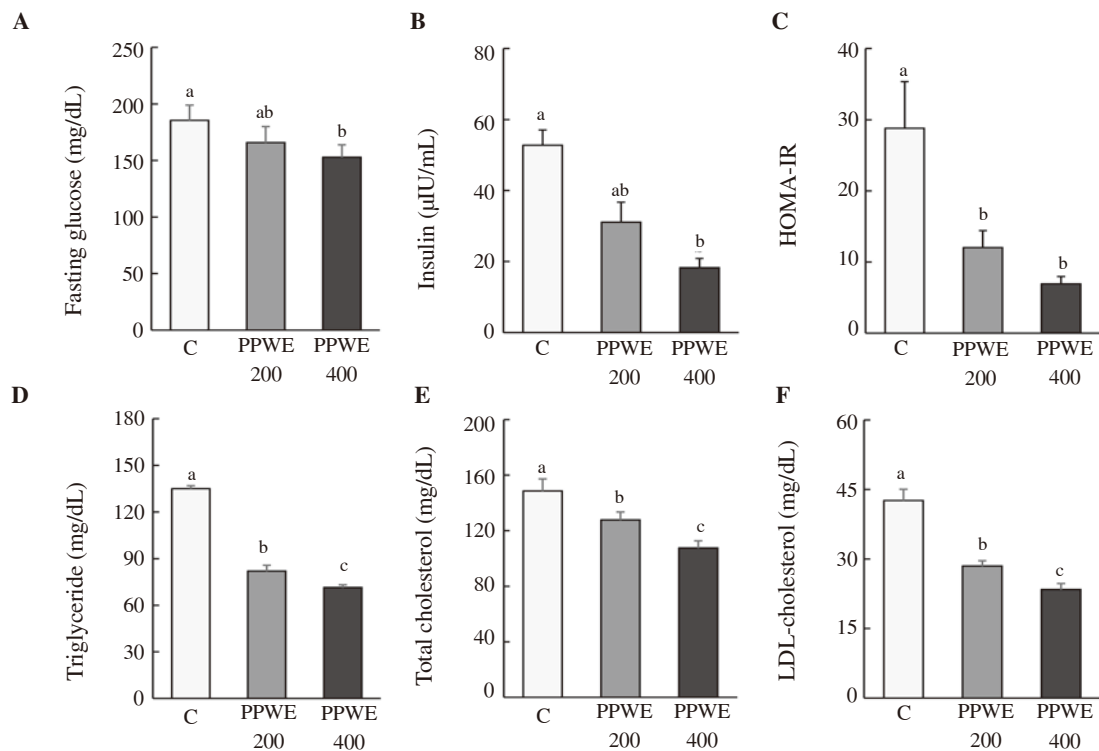 A
Fasting glucose (mg/dL)
250
200
150
100
50
0
a
ab
b
C
PPWE
200
PPWE
400
B
Insulin (µIU/mL)
80
60
40
20
0
a
ab
b
C
PPWE
200
PPWE
400
C
HOMA-IR
40
30
20
10
0
a
b
b
C
PPWE
200
PPWE
400
D
Triglyceride (mg/dL)
180
150
120
90
60
30
0
a
b
c
C
PPWE
200
PPWE
400
E
Total cholesterol (mg/dL)
200
160
120
80
40
0
a
b
c
C
PPWE
200
PPWE
400
F
LDL-cholesterol (mg/dL)
60
45
30
15
0
a
b
c
C
PPWE
200
PPWE
400